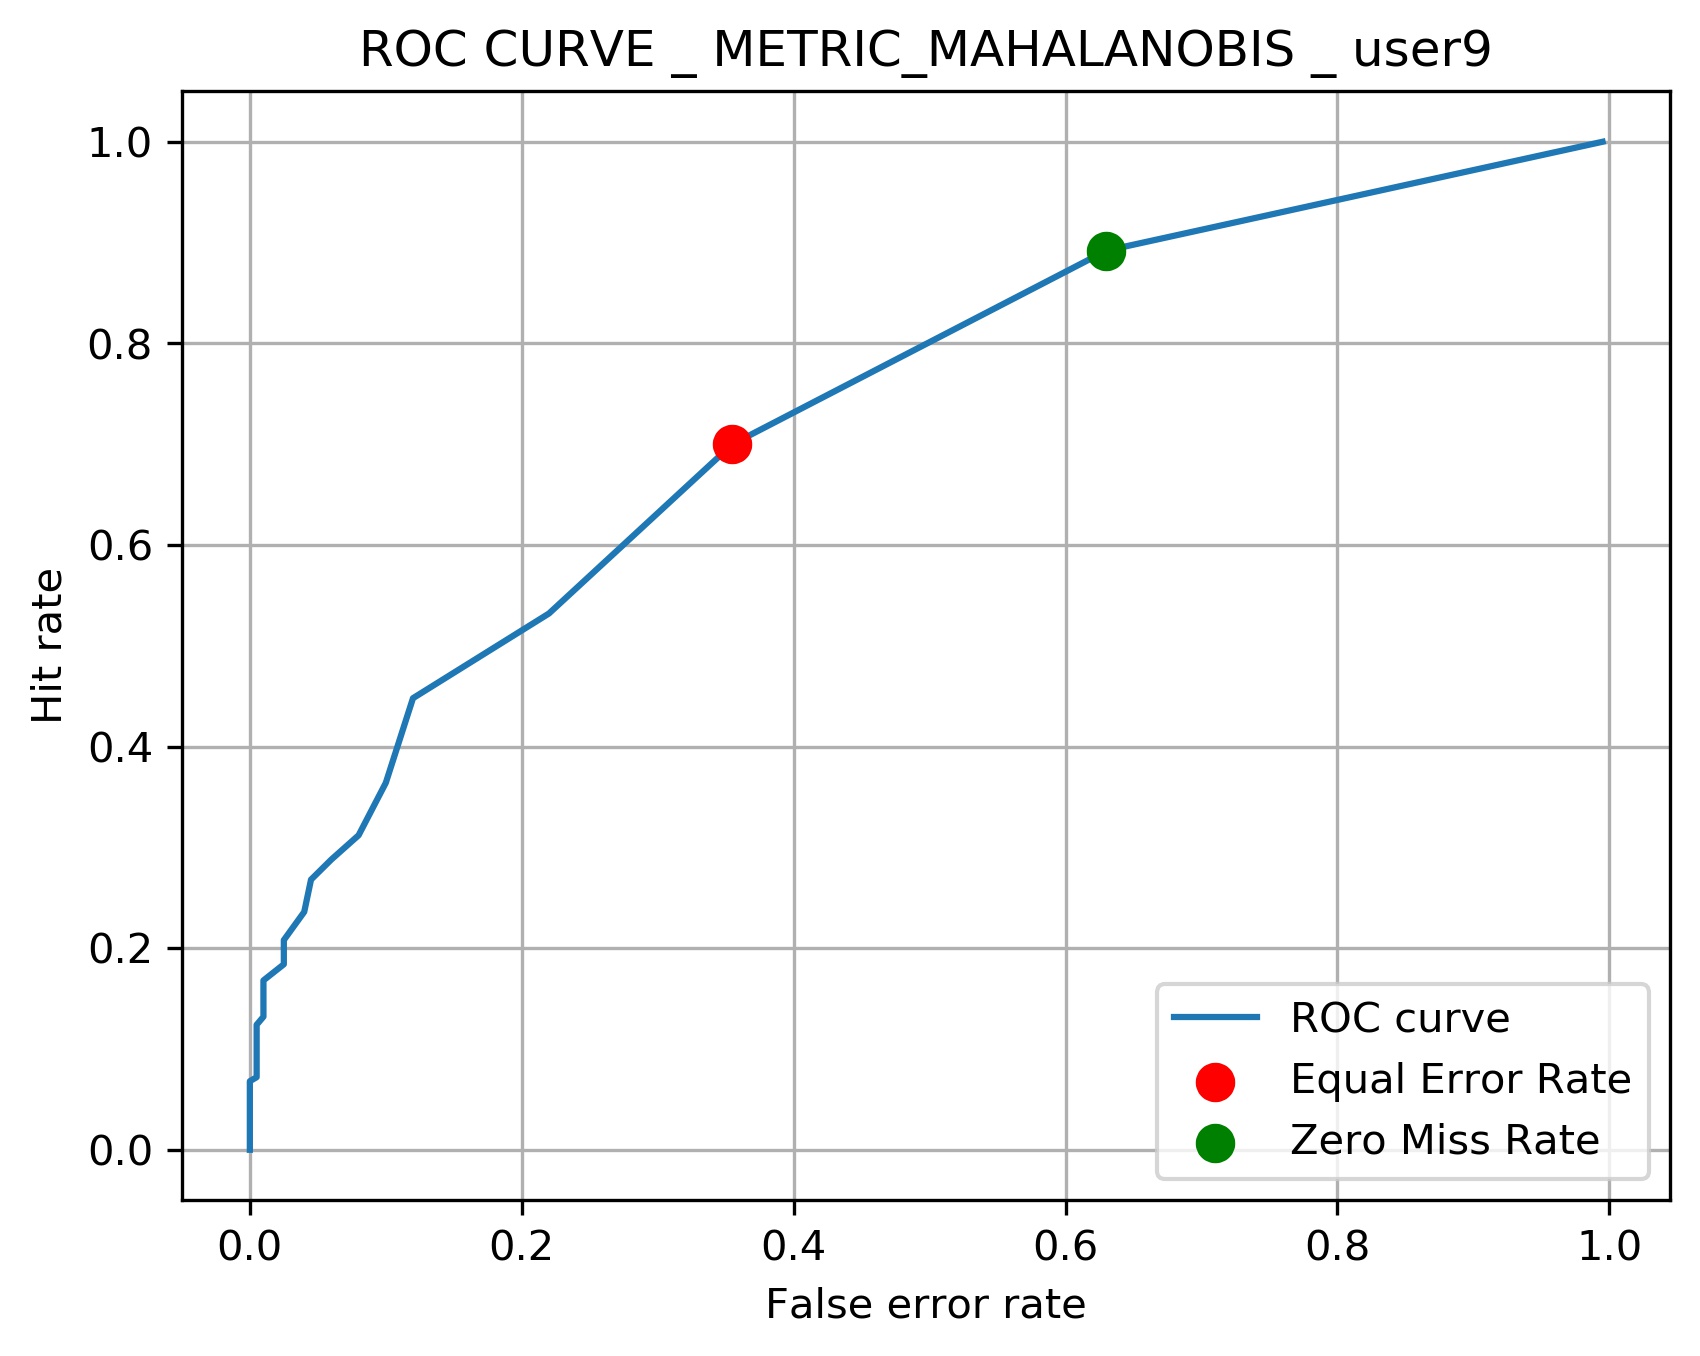 ROC CURVE _ METRIC_MAHALANOBIS _ user9
1.0
0.8
0.6
0.4
0.2
0.0
Hit rate
ROC curve
Equal Error Rate
Zero Miss Rate
0.0 0.2 0.4 0.6 0.8 1.0
False error rate